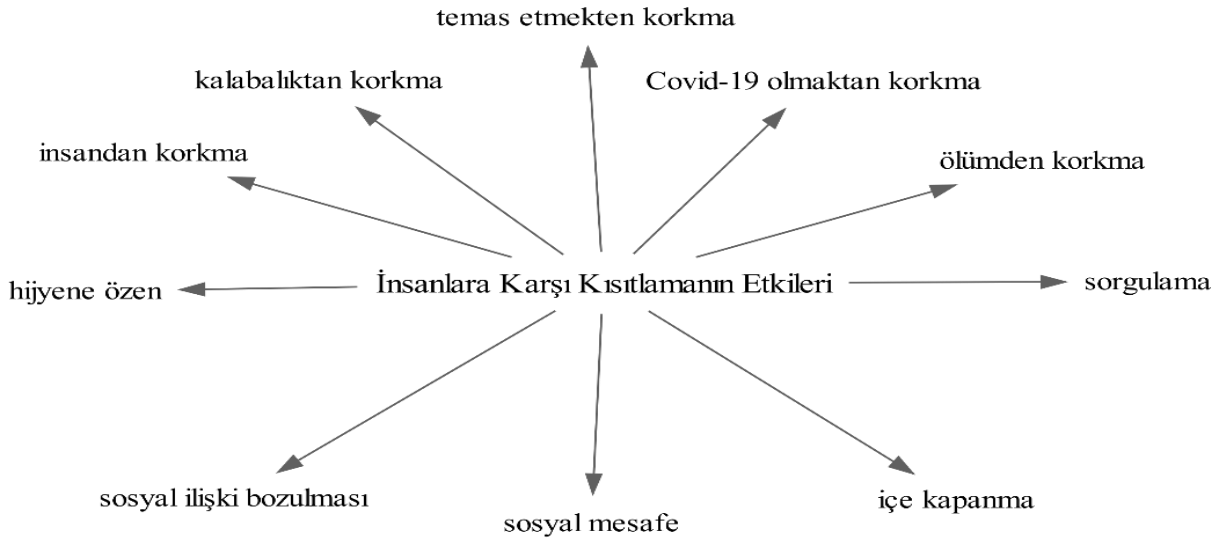 temas etmekten korkma
kalabalıktan korkma
Covid-19 olmaktan korkma
insandan korkma
ölümden korkma
İnsanlara Karşı Kısıtlamanın Etkileri
hijyene özen
sorgulama
sosyal ilişki bozulması
sosyal mesafe
içe kapanma